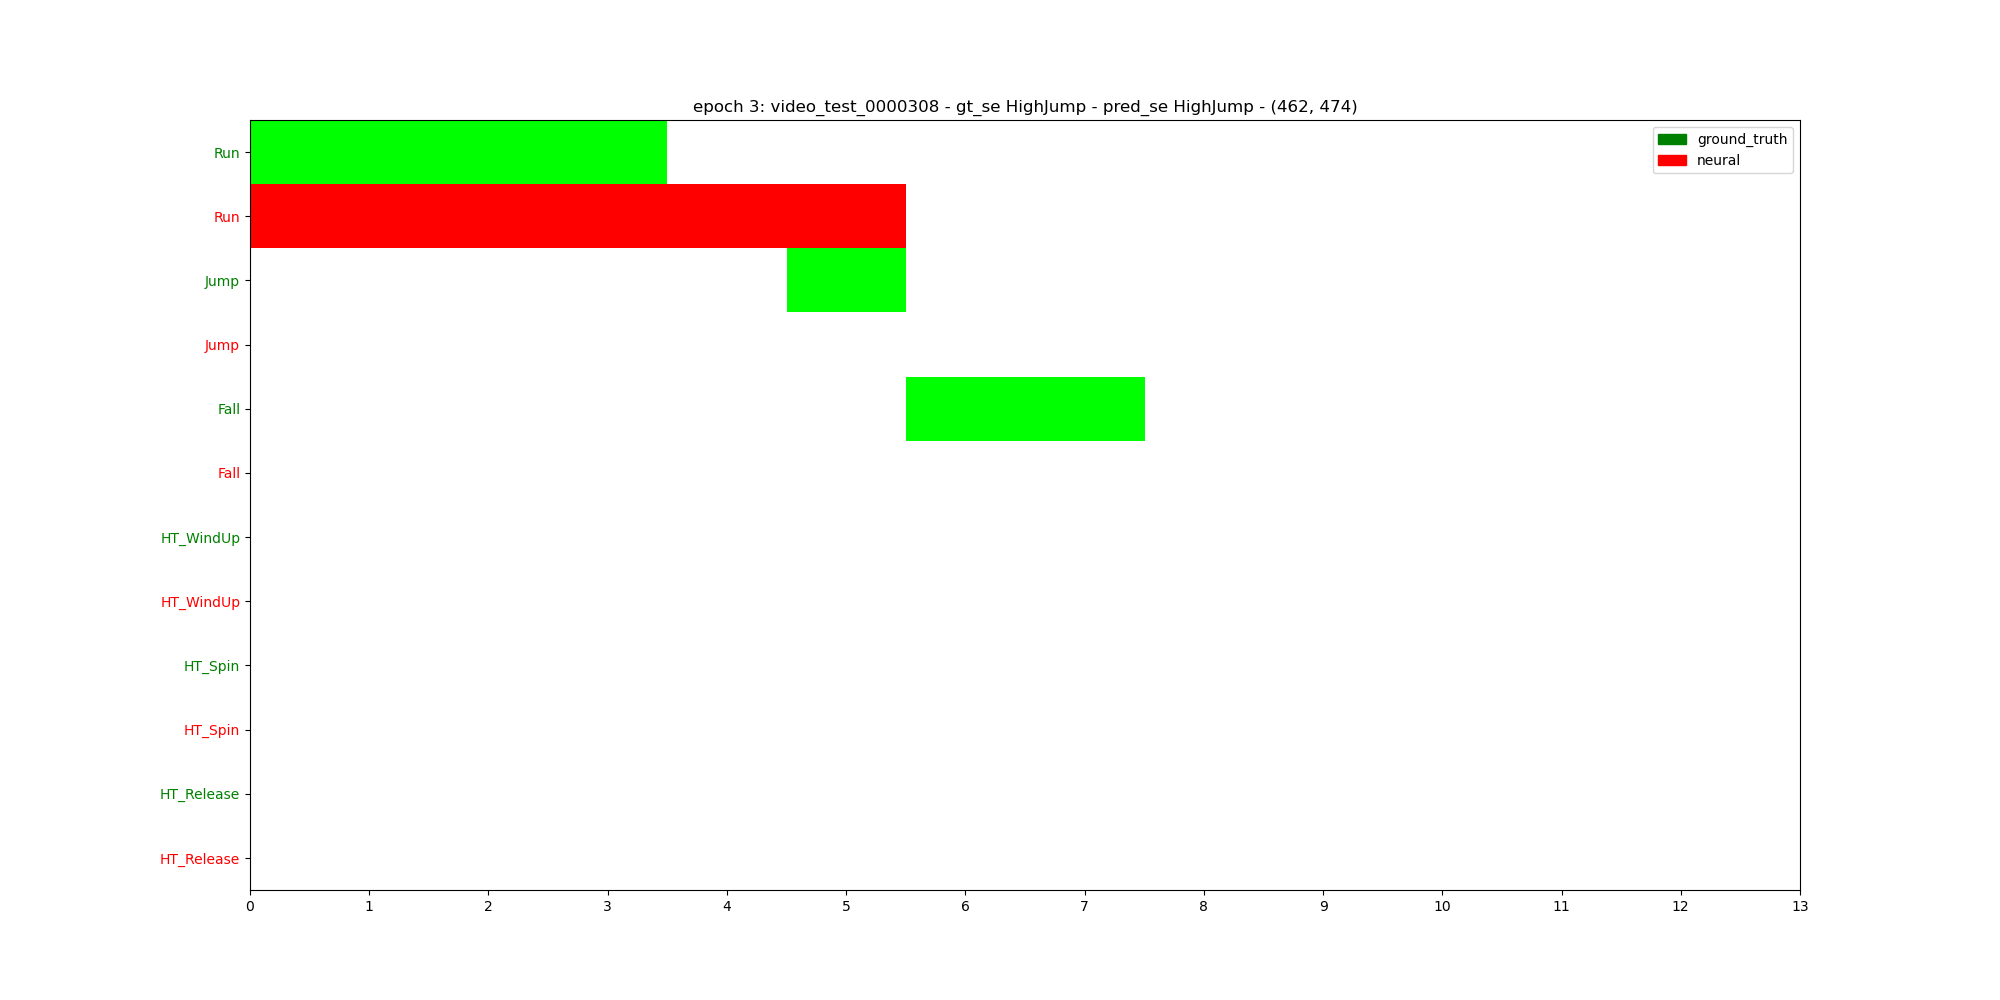 epoch 3: video_test_0000308 - gt_se HighJump - pred_se HighJump - (462, 474)
ground_truth
neural
Run
Run
Jump
Jump
Fall
Fall
HT_WindUp
HT_WindUp
HT_Spin
HT_Spin
HT_Release
HT_Release
0 1 2 3 4 5 6 7 8 9 10 11 12 13